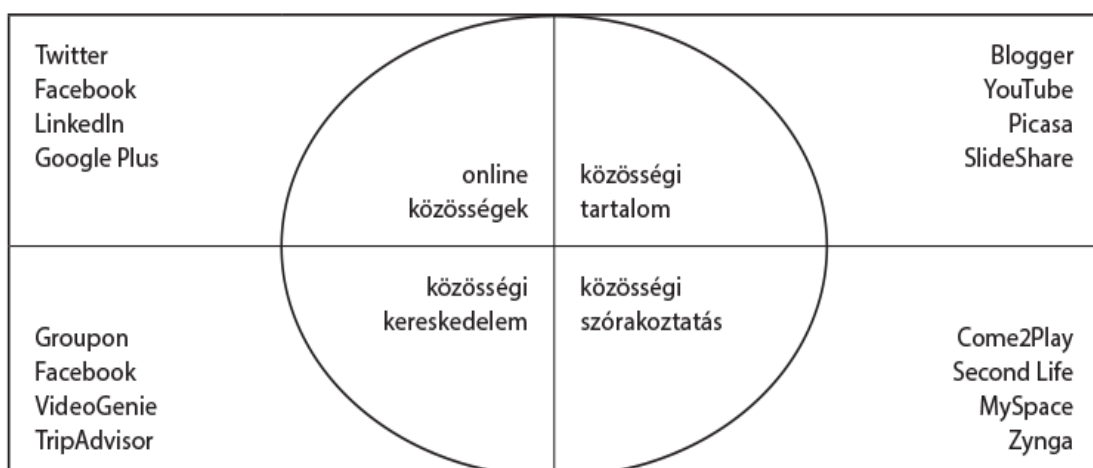 Twitter
Facebook
LinkedIn
Google Plus
online
közösségek
közösségi
tartalom
Blogger
YouTube
Picasa
SlideShare
Groupon
Facebook
VideoGenie
TripAdvisor
közösségi
kereskedelem
közösségi
szórakoztatás
Come2Play
Second Life
MySpace
Zynga